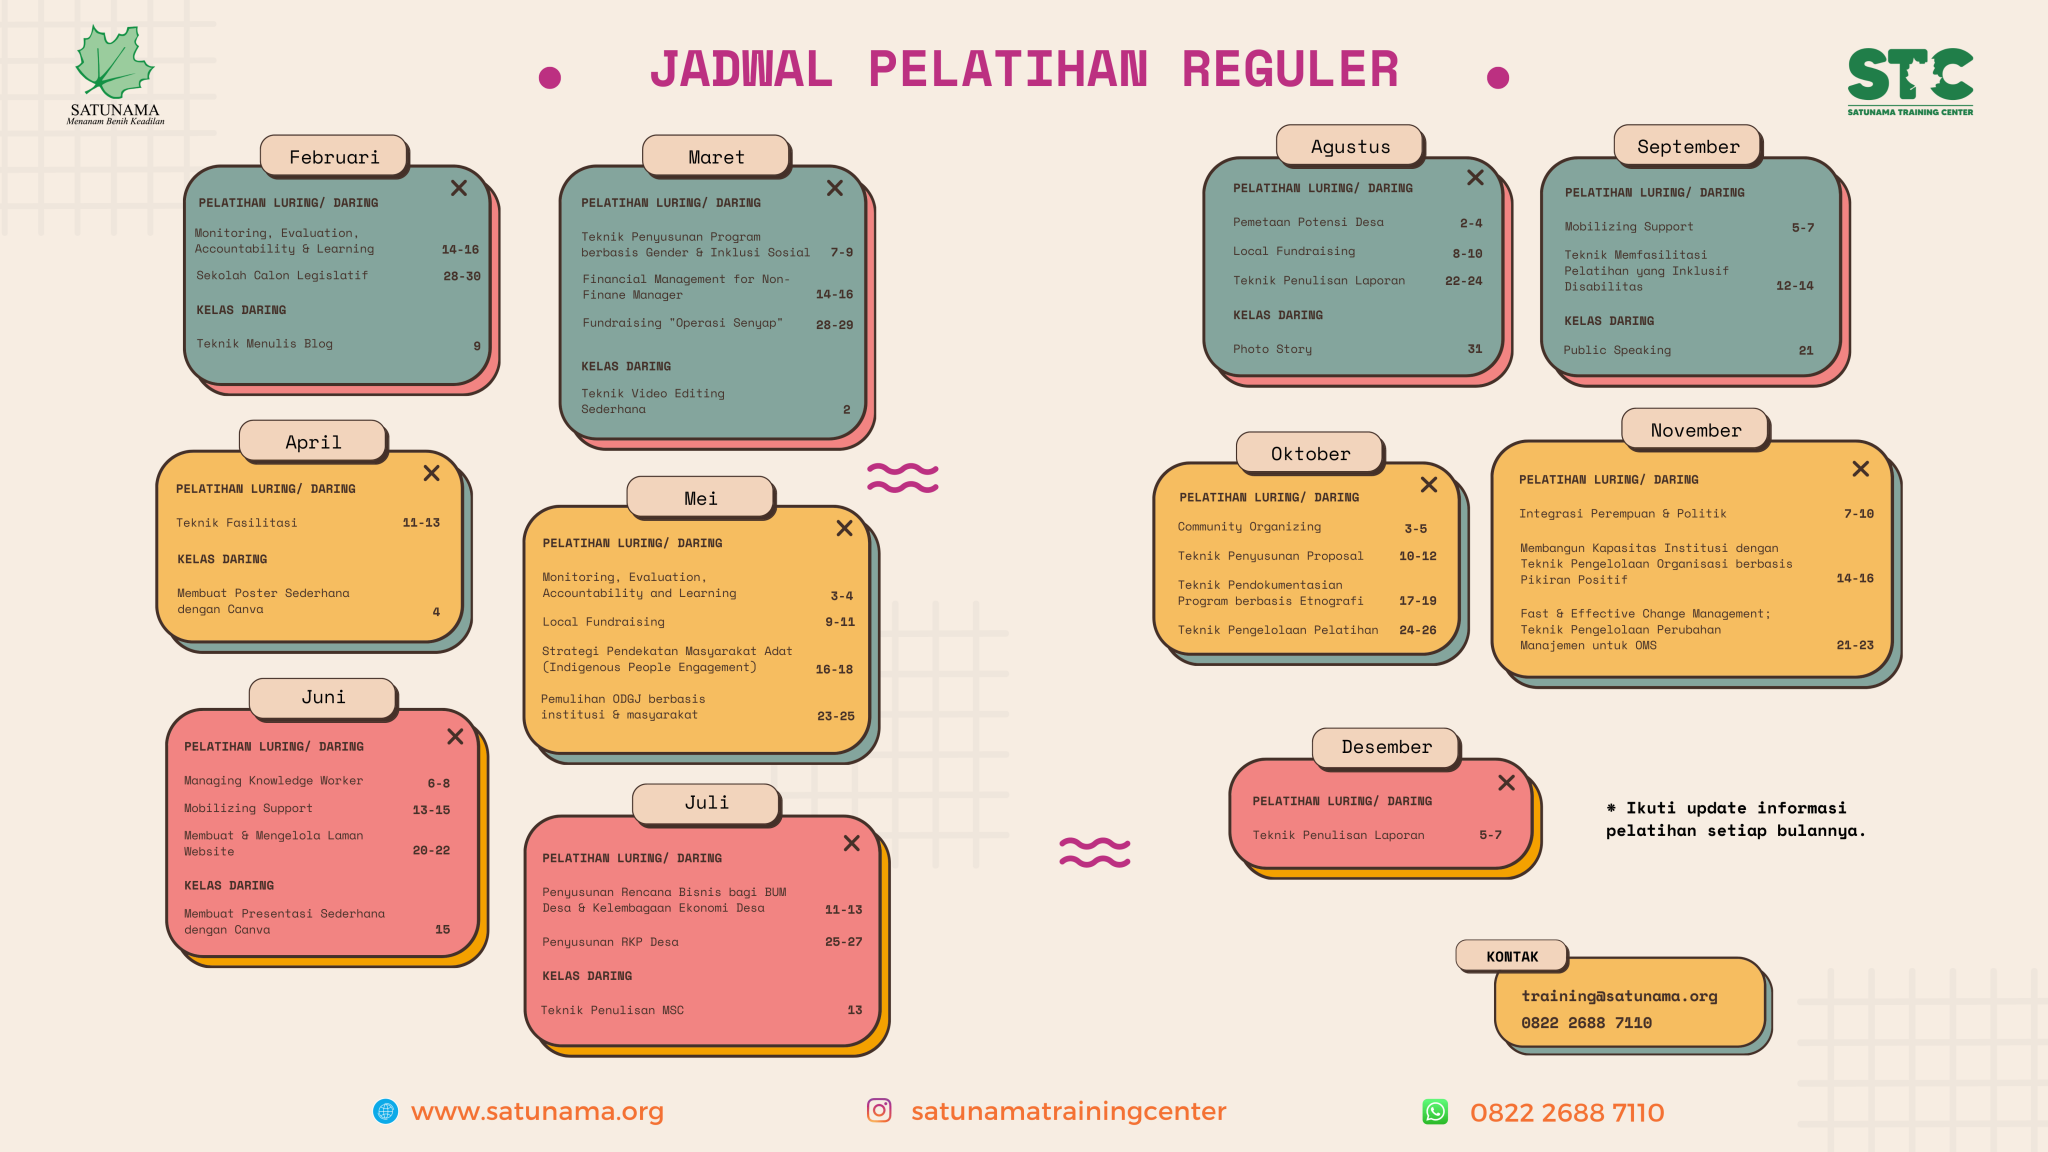 SATUNAMA
Menanam Benih Keadilan
JADWAL PELATIHAN REGULER
STC
SATUNAMA TRAINING CENTER
Februari
PELATIHAN LURING/ DARING
Monitoring, Evaluation,
Accountability & Learning 14-16
Sekolah Calon Legislatif 28-30
KELAS DARING
Teknik Menulis Blog 9
Maret
PELATIHAN LURING/ DARING
Teknik Penyusunan Program
berbasis Gender & Inklusi Sosial 7-9
Financial Management for Non-
Finane Manager 14-16
Fundraising "Operasi Senyap" 28-29
KELAS DARING
Teknik Video Editing
Sederhana 2
April
PELATIHAN LURING/ DARING
Teknik Fasilitasi 11-13
KELAS DARING
Membuat Poster Sederhana
dengan Canva 4
Mei
PELATIHAN LURING/ DARING
Monitoring, Evaluation,
Accountability and Learning 3-4
Local Fundraising 9-11
Strategi Pendekatan Masyarakat Adat
(Indigenous People Engagement) 16-18
Pemulihan ODGJ berbasis
institusi & masyarakat 23-25
Juni
PELATIHAN LURING/ DARING
Managing Knowledge Worker 6-8
Mobilizing Support 13-15
Membuat & Mengelola Laman
Website 20-22
KELAS DARING
Membuat Presentasi Sederhana
dengan Canva 15
Juli
PELATIHAN LURING/ DARING
Penyusunan Rencana Bisnis bagi BUM
Desa & Kelembagaan Ekonomi Desa 11-13
Penyusunan RKP Desa 25-27
KELAS DARING
Teknik Penulisan MSC 13
Agustus
PELATIHAN LURING/ DARING
Pemetaan Potensi Desa 2-4
Local Fundraising 8-10
Teknik Penulisan Laporan 22-24
KELAS DARING
Photo Story 31
September
PELATIHAN LURING/ DARING
Mobilizing Support 5-7
Teknik Memfasilitasi
Pelatihan yang Inklusif
Disabilitas 12-14
KELAS DARING
Public Speaking 21
Oktober
PELATIHAN LURING/ DARING
Community Organizing 3-5
Teknik Penyusunan Proposal 10-12
Teknik Pendokumentasian
Program berbasis Etnografi 17-19
Teknik Pengelolaan Pelatihan 24-26
November
PELATIHAN LURING/ DARING
Integrasi Perempuan & Politik 7-10
Membangun Kapasitas Institusi dengan
Teknik Pengelolaan Organisasi berbasis
Pikiran Positif 14-16
Fast & Effective Change Management;
Teknik Pengelolaan Perubahan
Manajemen untuk OMS 21-23
Desember
PELATIHAN LURING/ DARING
Teknik Penulisan Laporan 5-7
* Ikuti update informasi
pelatihan setiap bulannya.
KONTAK
training@satunama.org
0822 2688 7110
www.satunama.org
satunamatrainingcenter
0822 2688 7110